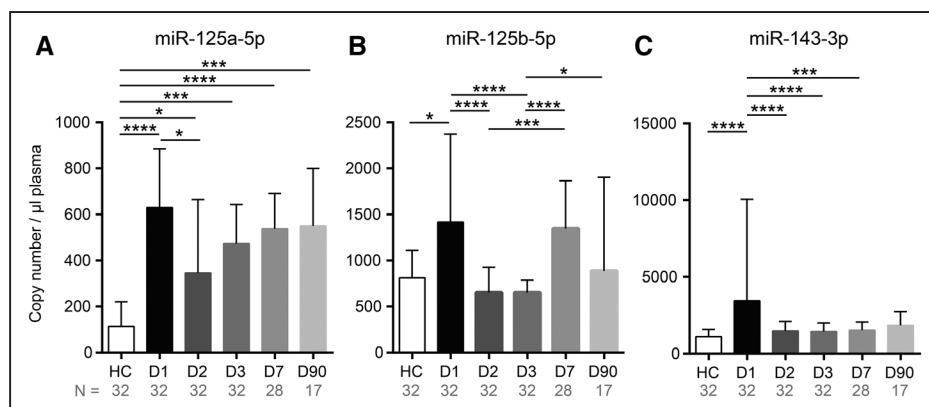 A miR-125a-5p
B miR-125b-5p
C miR-143-3p
***
****
***
*
**** *
*
**** ****
**** ****
* ***
***
****
****
****
Copy number / µl plasma
1000
800
600
400
200
0
2500
2000
1500
1000
500
0
15000
10000
5000
0
HC D1 D2 D3 D7 D90
N = 32 32 32 32 28 17
HC D1 D2 D3 D7 D90
32 32 32 32 28 17
HC D1 D2 D3 D7 D90
32 32 32 32 28 17